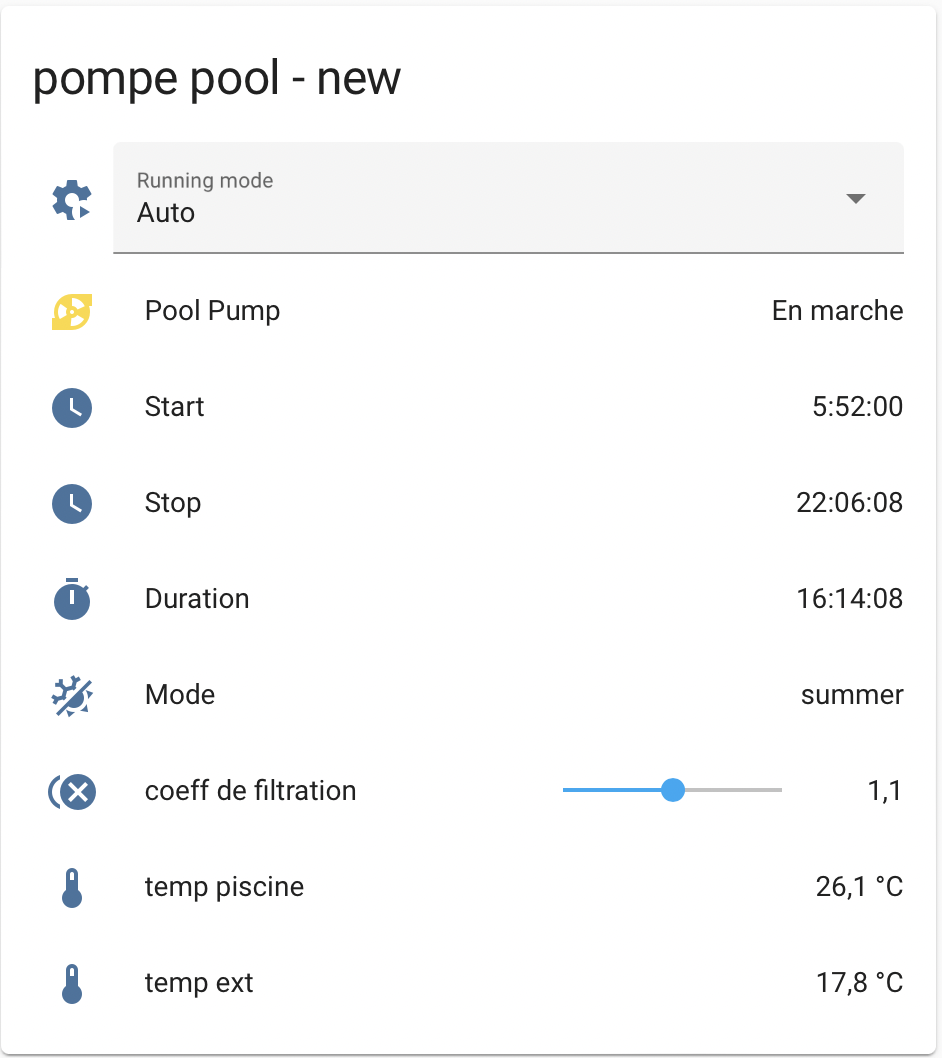 pompe pool - new
Running mode
Auto
Pool Pump En marche
Start 5:52:00
Stop 22:06:08
Duration 16:14:08
Mode summer
coeff de filtration 1,1
temp piscine 26,1 °C
temp ext 17,8 °C